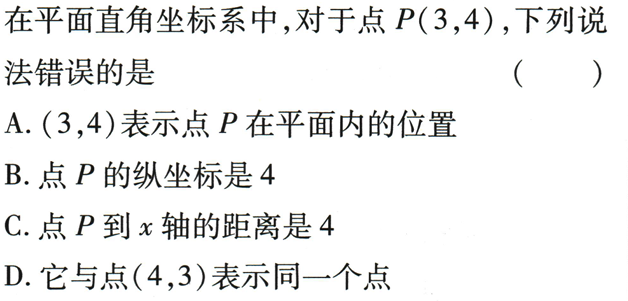 在平面直角坐标系中,对于点 P(3,4),下列说
法错误的是 ( )
A. (3,4)表示点 P 在平面内的位置
B. 点 P 的纵坐标是 4
C. 点 P 到 x 轴的距离是 4
D. 它与点(4,3)表示同一个点